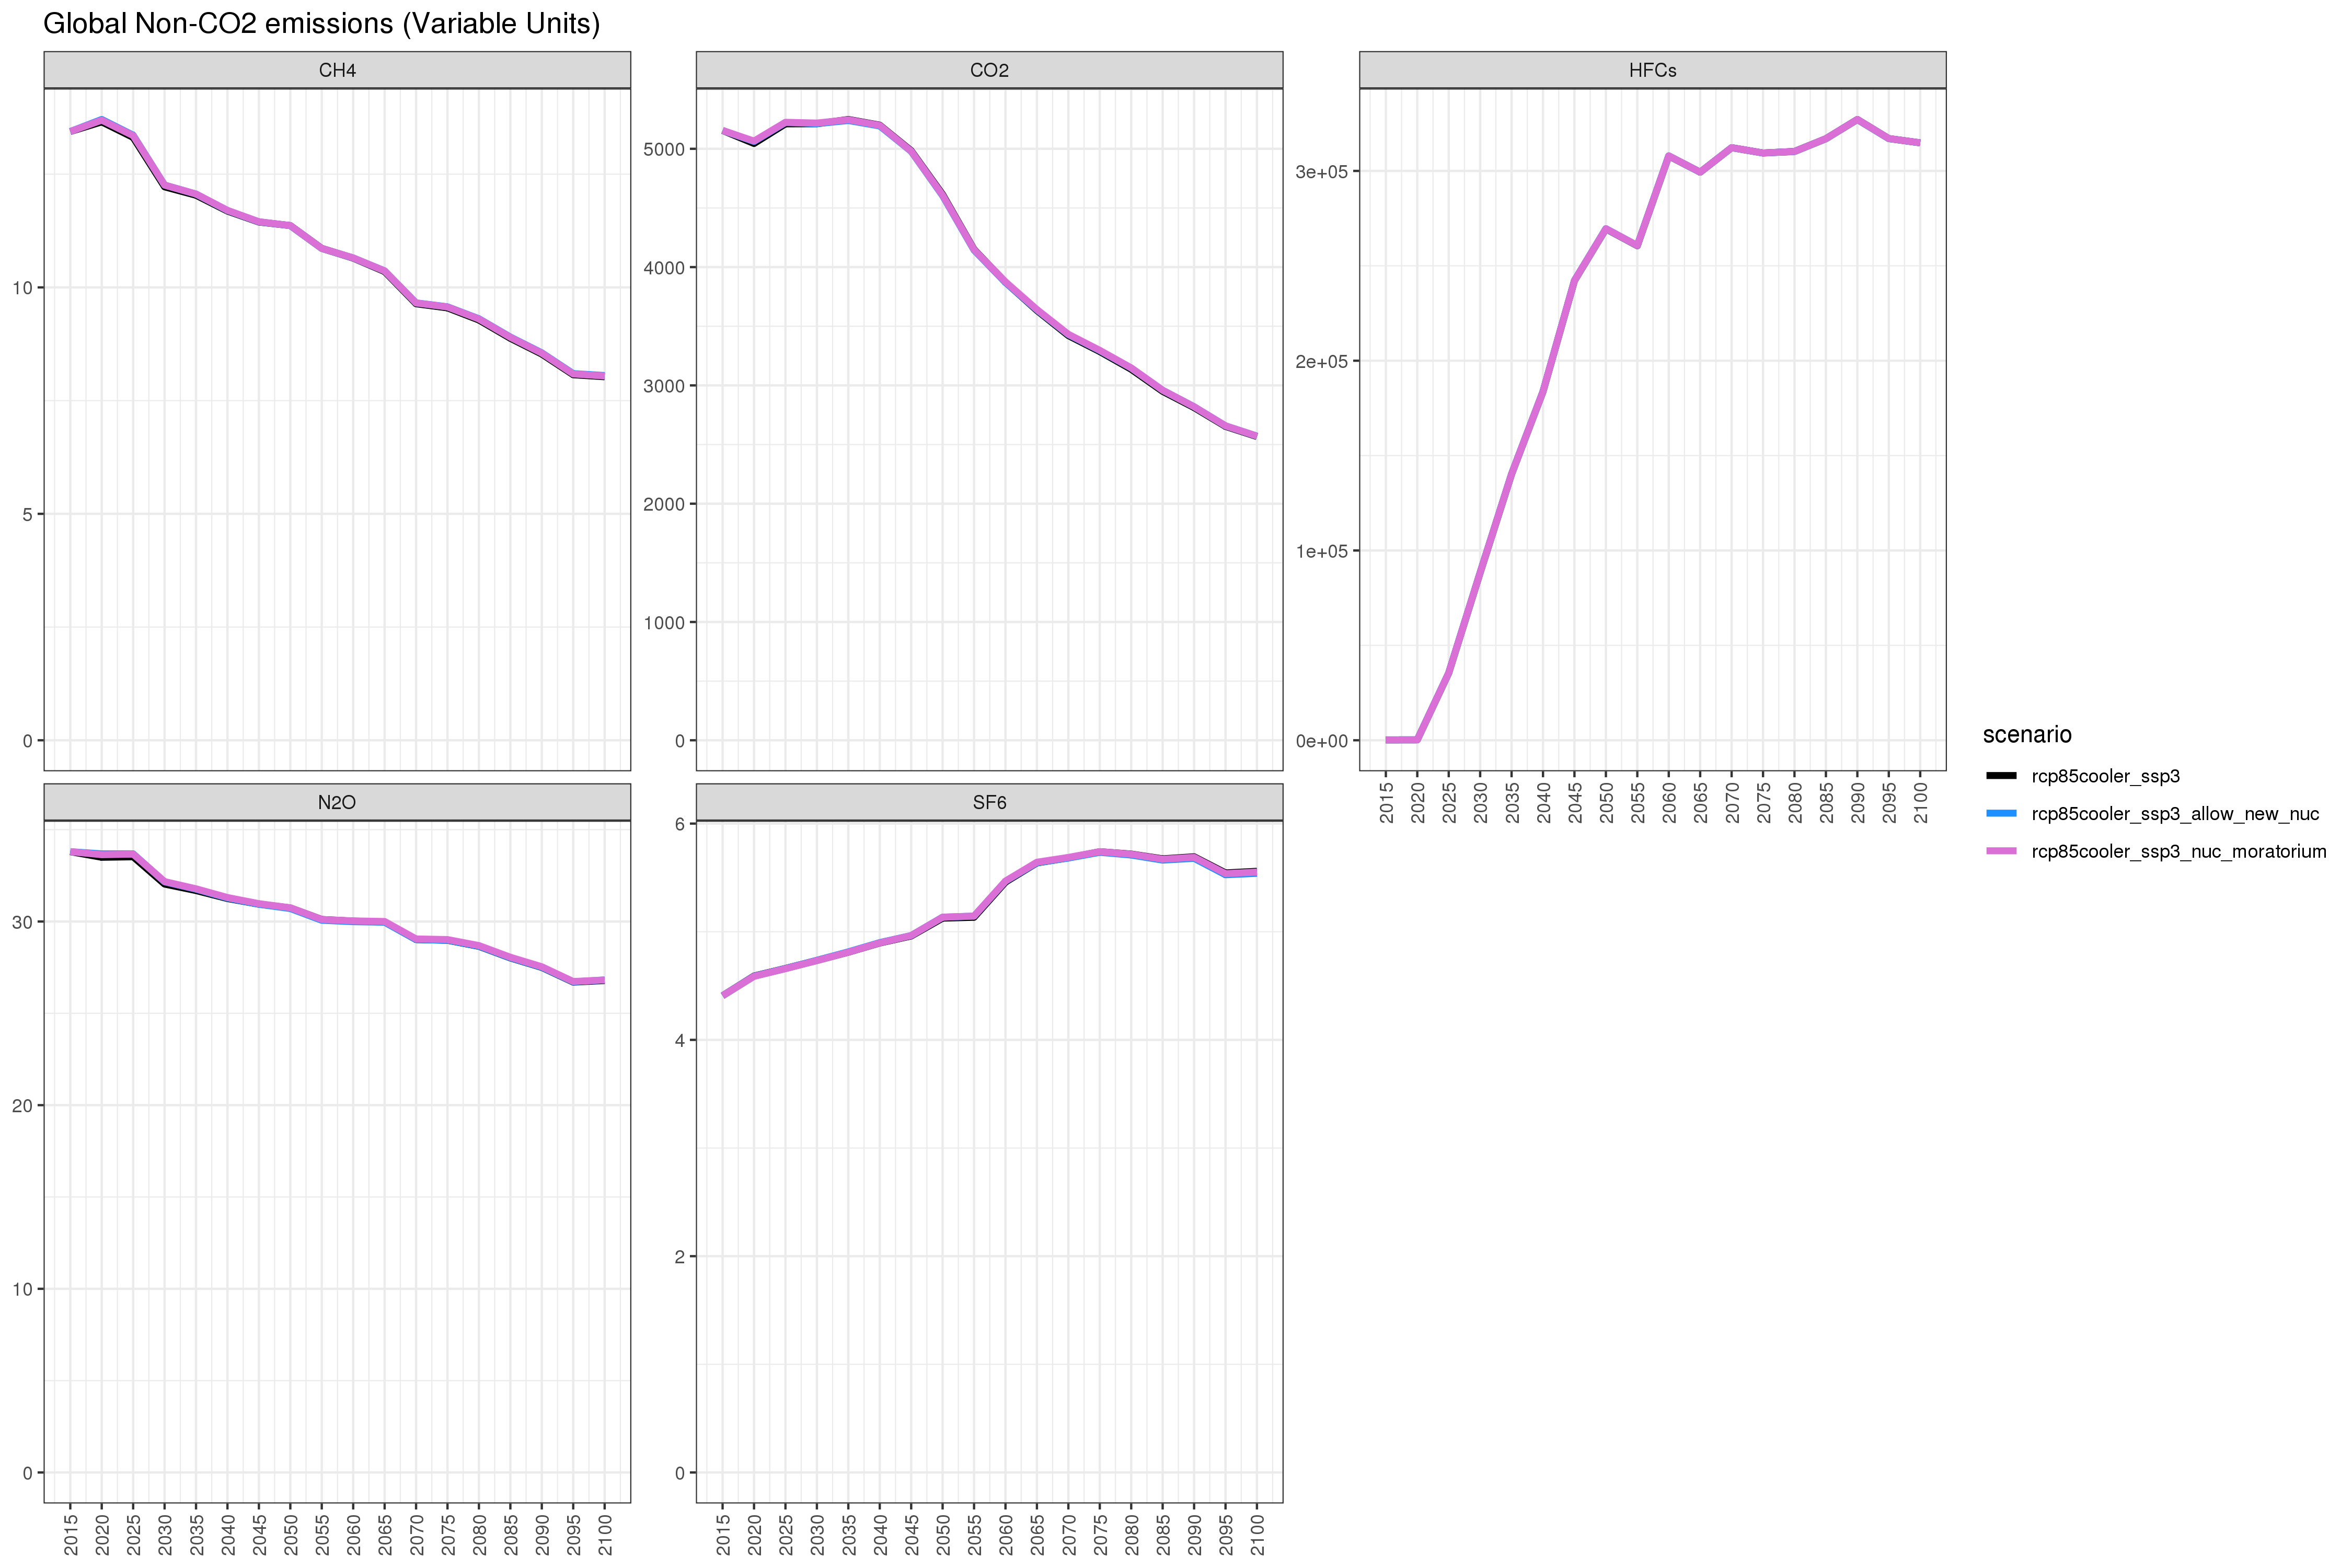 Global Non-CO2 emissions (Variable Units)
CH4
CO2
HFCs
10
5
0
5000
4000
3000
2000
1000
0
3e+05
2e+05
1e+05
0e+00
2015 2020 2025 2030 2035 2040 2045 2050 2055 2060 2065 2070 2075 2080 2085 2090 2095 2100
scenario
rcp85cooler_ssp3
rcp85cooler_ssp3_allow_new_nuc
rcp85cooler_ssp3_nuc_moratorium
N2O
SF6
30
20
10
0
6
4
2
0
2015 2020 2025 2030 2035 2040 2045 2050 2055 2060 2065 2070 2075 2080 2085 2090 2095 2100
2015 2020 2025 2030 2035 2040 2045 2050 2055 2060 2065 2070 2075 2080 2085 2090 2095 2100